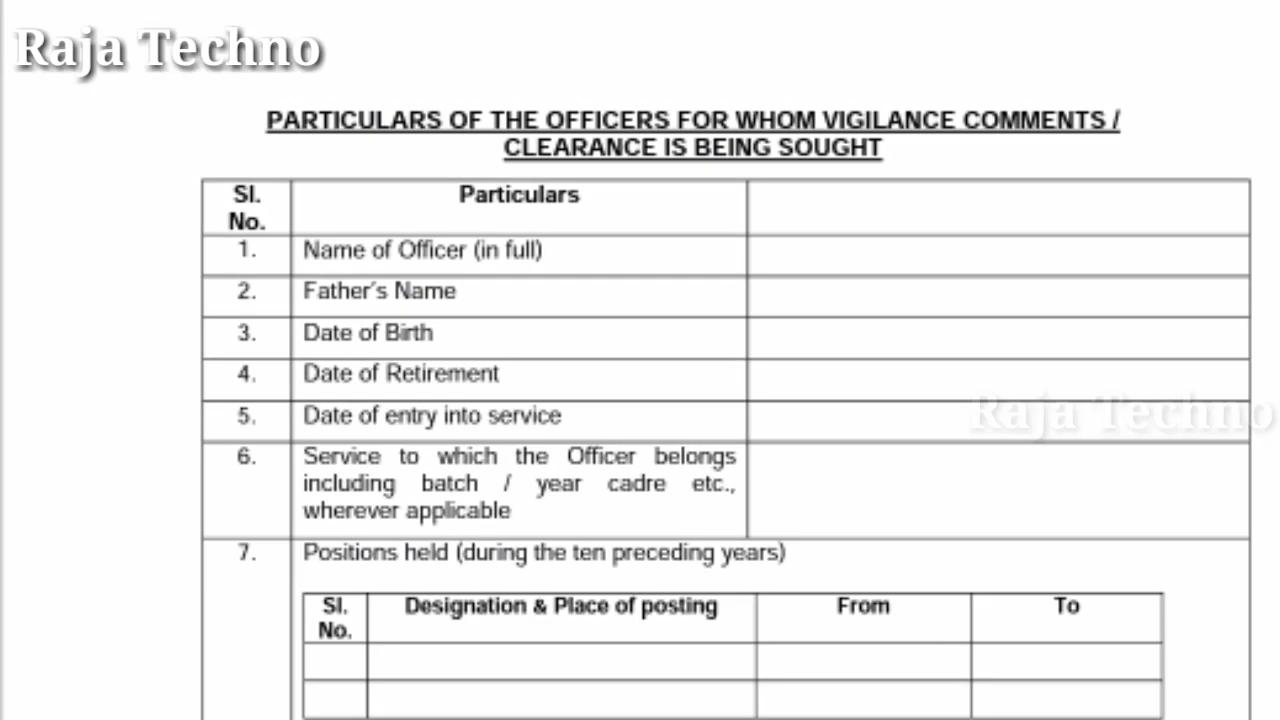 Raja Techno
PARTICULARS OF THE OFFICERS FOR WHOM VIGILANCE COMMENTS /
CLEARANCE IS BEING SOUGHT
Sl. No. Particulars
1. Name of Officer (in full)
2. Father's Name
3. Date of Birth
4. Date of Retirement
5. Date of entry into service
Raja Techno
6. Service to which the Officer belongs
including batch / year cadre etc.,
wherever applicable
7. Positions held (during the ten preceding years)
Sl. No. Designation & Place of posting From To